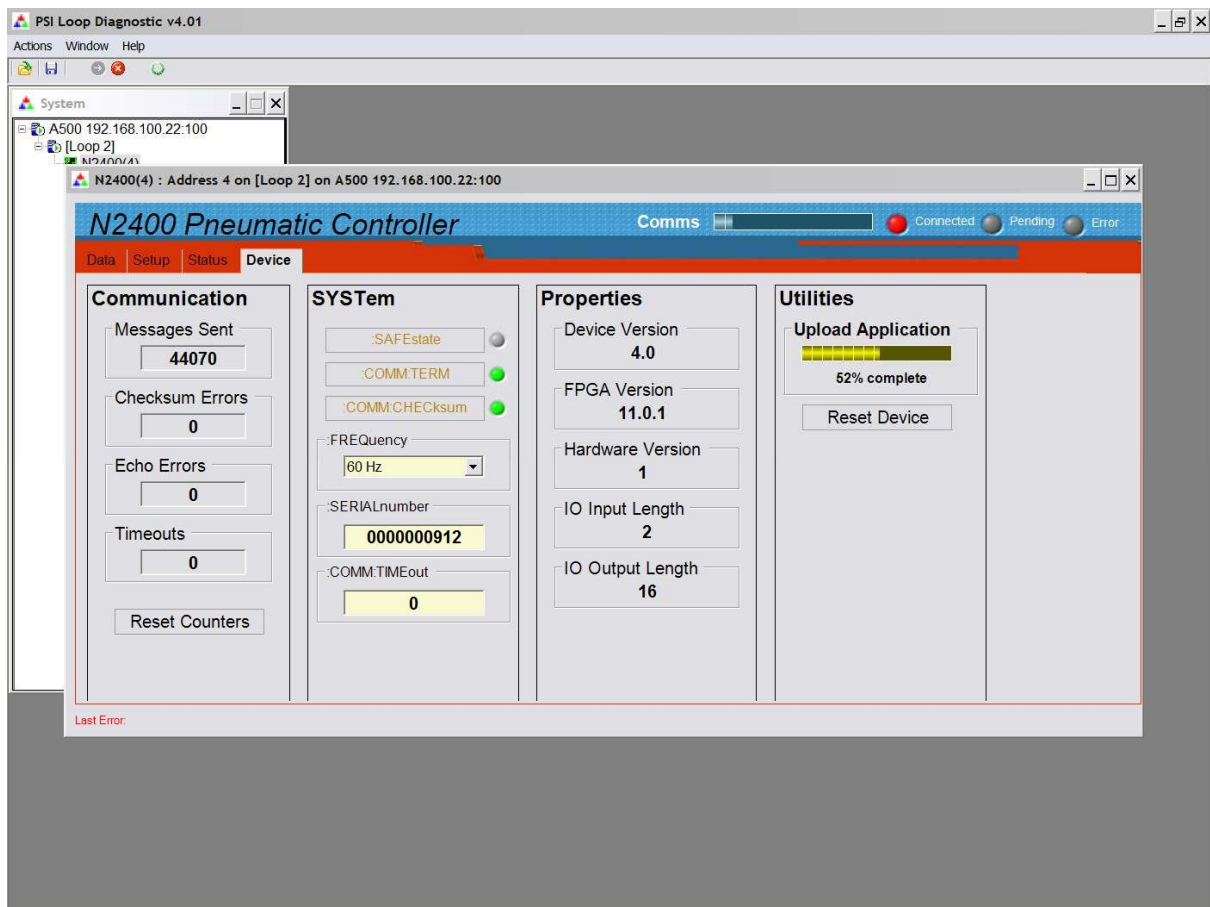 PSI Loop Diagnostic v4.01
Actions Window Help
System
A500 192.168.100.22:100
[Loop 2]
N2400(4)
N2400(4) : Address 4 on [Loop 2] on A500 192.168.100.22:100
N2400 Pneumatic Controller
Comms
Connected
Pending
Error
Data Setup Status Device
Communication
Messages Sent
44070
Checksum Errors
0
Echo Errors
0
Timeouts
0
Reset Counters
SYSTem
:SAFEstate
:COMM:TERM
:COMM:CHECksum
:FREQuency
60 Hz
:SERIALnumber
0000000912
:COMM:TIMEout
0
Properties
Device Version
4.0
FPGA Version
11.0.1
Hardware Version
1
IO Input Length
2
IO Output Length
16
Utilities
Upload Application
52% complete
Reset Device
Last Error: